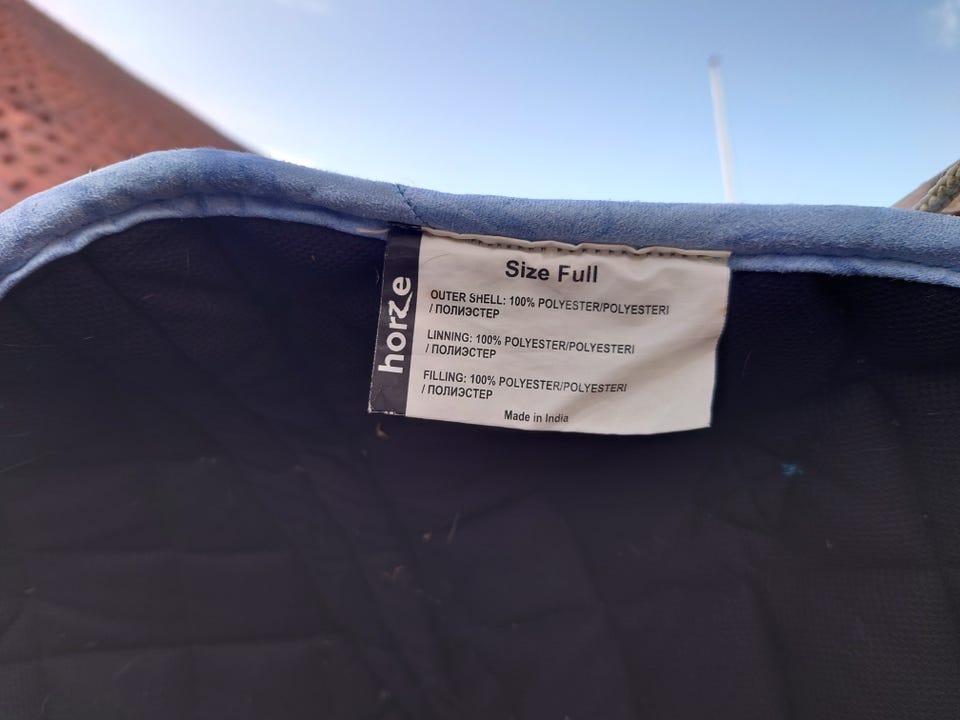 horze
Size Full
OUTER SHELL: 100% POLYESTER/POLYESTERI
/ ПОЛИЭСТЕР
LINNING: 100% POLYESTER/POLYESTERI
/ ПОЛИЭСТЕР
FILLING: 100% POLYESTER/POLYESTERI
/ ПОЛИЭСТЕР
Made in India